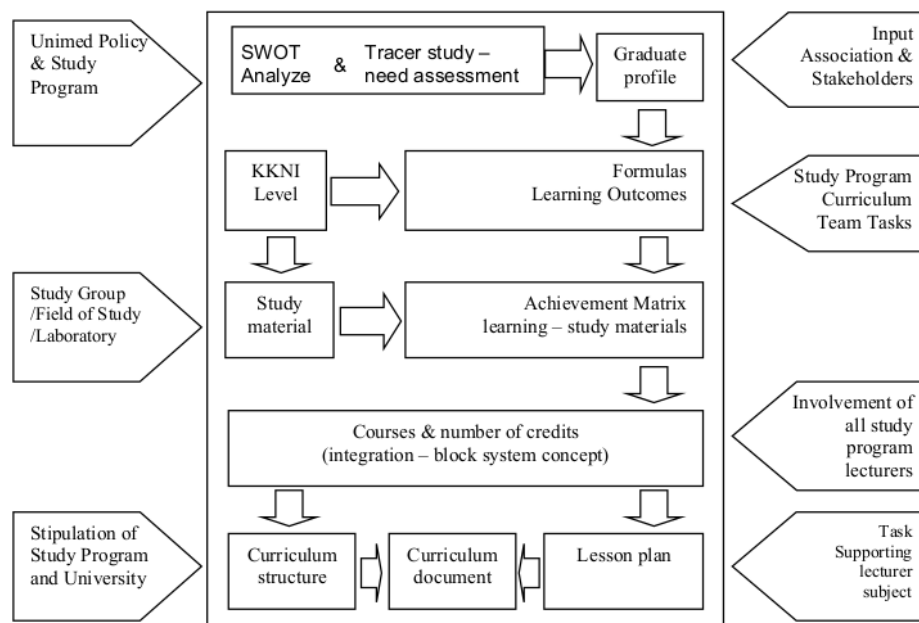 Unimed Policy
& Study
Program
SWOT
Analyze & Tracer study –
need assessment
Graduate
profile
Input
Association &
Stakeholders
KKNI
Level
Formulas
Learning Outcomes
Study Program
Curriculum
Team Tasks
Study Group
/Field of Study
/Laboratory
Study
material
Achievement Matrix
learning – study materials
Courses & number of credits
(integration – block system concept)
Involvement of
all study
program
lecturers
Stipulation of
Study Program
and University
Curriculum
structure
Curriculum
document
Lesson plan
Task
Supporting
lecturer
subject